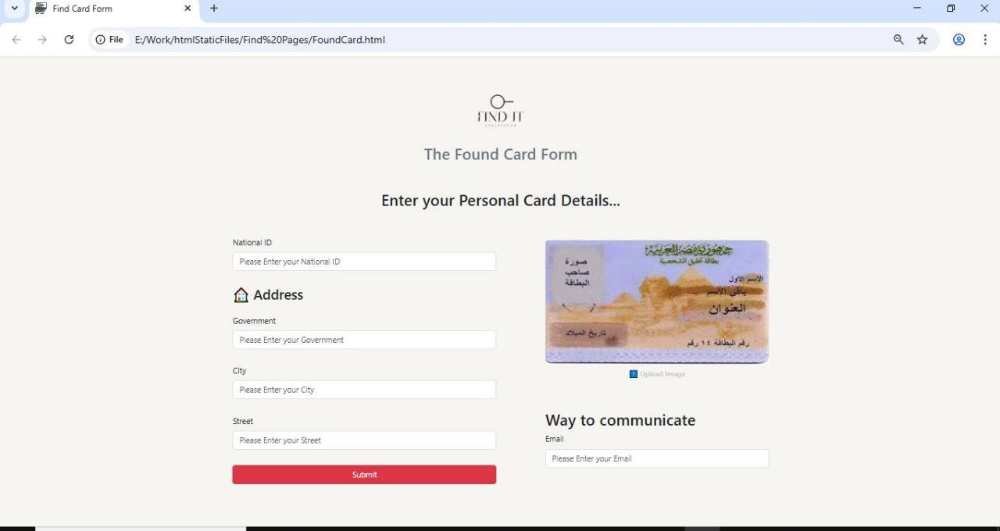 Find Card Form
File
E:/Work/htmlStaticFiles/Find%20Pages/FoundCard.html
FIND IT
The Found Card Form
Enter your Personal Card Details...
National ID
Please Enter your National ID
🏠 Address
Government
Please Enter your Government
City
Please Enter your City
Street
Please Enter your Street
Submit
جمهورية مصر العربية
بطاقة تحقيق الشخصية
صورة
صاحب
البطاقة
الاسم الأول
باقي الاسم
العنوان
تاريخ الميلاد
رقم البطاقة ١٤ رقم
Upload Image
Way to communicate
Email
Please Enter your Email